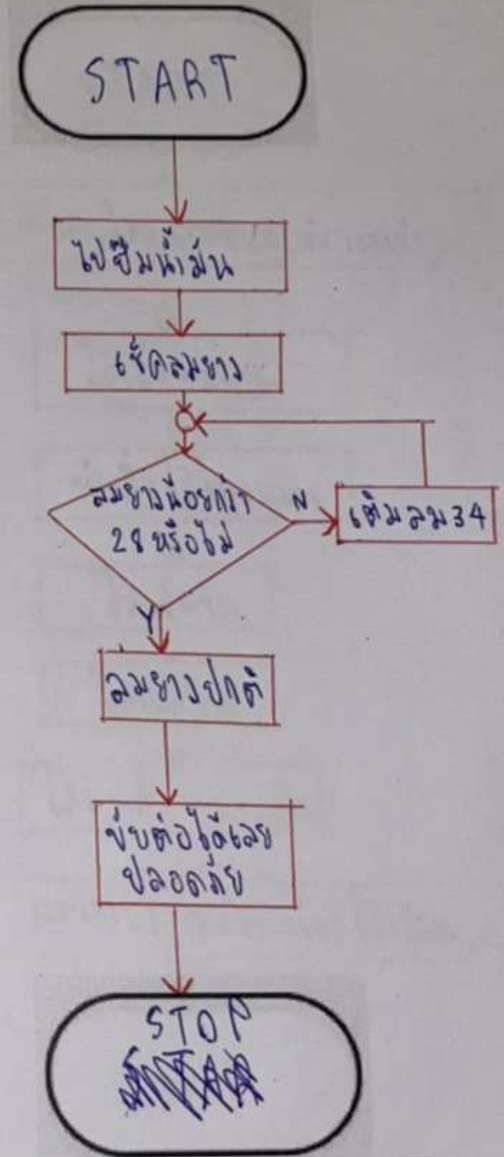 START
ไปปั๊มน้ำมัน
เช็คลมยาง
ลมยางน้อยกว่า
28 หรือไม่
N
เติมลม 34
Y
ลมยางปกติ
ขับต่อได้เลย
ปลอดภัย
STOP